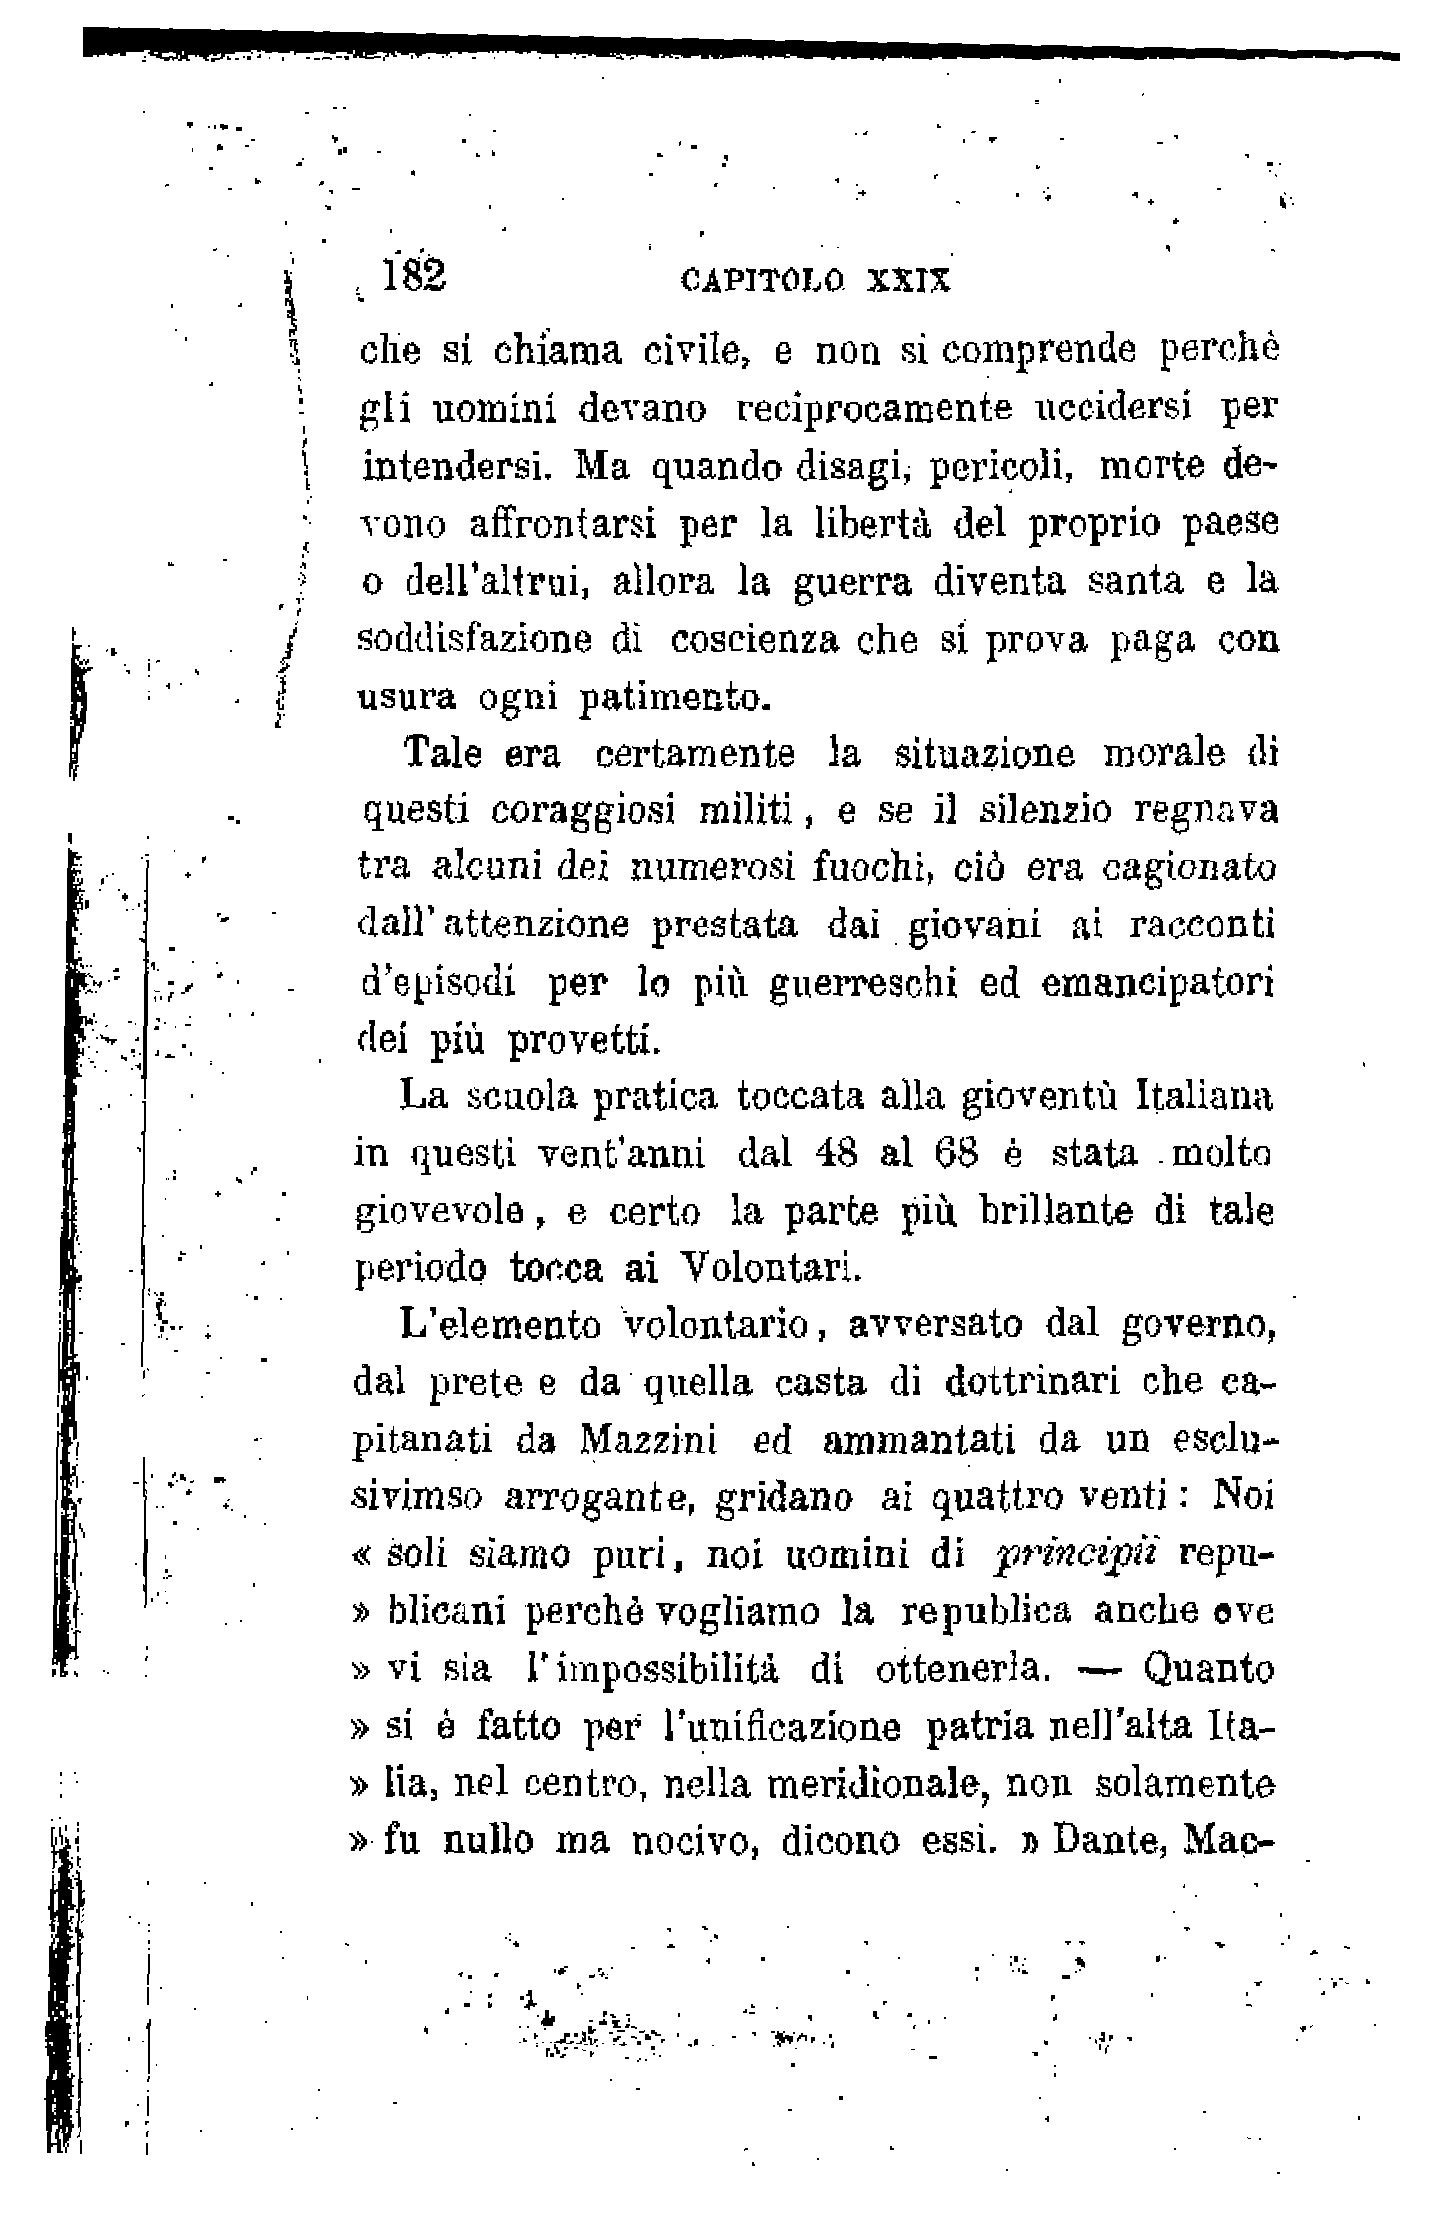 182 CAPITOLO XXIX
che si chiama civile, e non si comprende perchè
gli uomini devano reciprocamente uccidersi per
intendersi. Ma quando disagi, pericoli, morte de-
vono affrontarsi per la libertà del proprio paese
o dell'altrui, allora la guerra diventa santa e la
soddisfazione di coscienza che si prova paga con
usura ogni patimento.
Tale era certamente la situazione morale di
questi coraggiosi militi, e se il silenzio regnava
tra alcuni dei numerosi fuochi, ciò era cagionato
dall'attenzione prestata dai giovani ai racconti
d'episodi per lo più guerreschi ed emancipatori
dei più provetti.
La scuola pratica toccata alla gioventù Italiana
in questi vent'anni dal 48 al 68 è stata molto
giovevole, e certo la parte più brillante di tale
periodo tocca ai Volontari.
L'elemento volontario, avversato dal governo,
dal prete e da quella casta di dottrinari che ca-
pitanati da Mazzini ed ammantati da un esclu-
sivimso arrogante, gridano ai quattro venti: Noi
« soli siamo puri, noi uomini di principii repu-
» blicani perchè vogliamo la republica anche ove
» vi sia l'impossibilità di ottenerla. — Quanto
» si è fatto per l'unificazione patria nell'alta Ita-
» lia, nel centro, nella meridionale, non solamente
» fu nullo ma nocivo, dicono essi. » Dante, Mac-